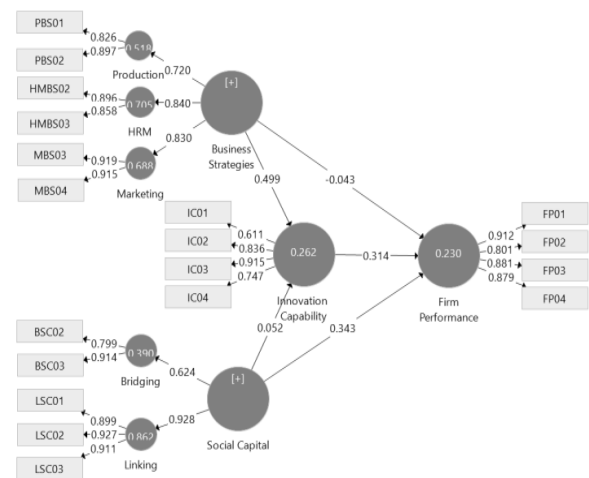 PBS01
0.826
0.518
0.897
PBS02
Production
0.720
HMBS02
0.896
0.705
0.840
0.858
HMBS03
HRM
[+]
Business
Strategies
MBS03
0.919
0.688
0.830
0.915
MBS04
Marketing
0.499
-0.043
IC01
0.611
IC02
0.836
IC03
0.915
IC04
0.747
0.262
Innovation
Capability
0.314
0.230
Firm
Performance
0.912
FP01
0.801
FP02
0.881
FP03
0.879
FP04
0.052
0.343
BSC02
0.799
0.390
0.914
BSC03
Bridging
0.624
[+]
Social Capital
LSC01
0.899
LSC02
0.927
0.862
0.928
0.911
LSC03
Linking